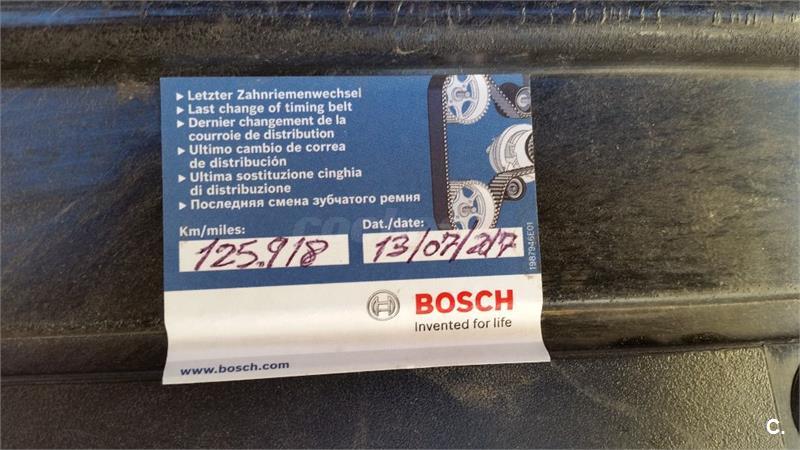 ▸ Letzter Zahnriemenwechsel
▸ Last change of timing belt
▸ Dernier changement de la
courroie de distribution
▸ Ultimo cambio de correa
de distribución
▸ Ultima sostituzione cinghia
di distribuzione
▸ Последняя смена зубчатого ремня
Km/miles: Dat./date:
125.918 13/07/2017
1987946E01
BOSCH
Invented for life
www.bosch.com
C.